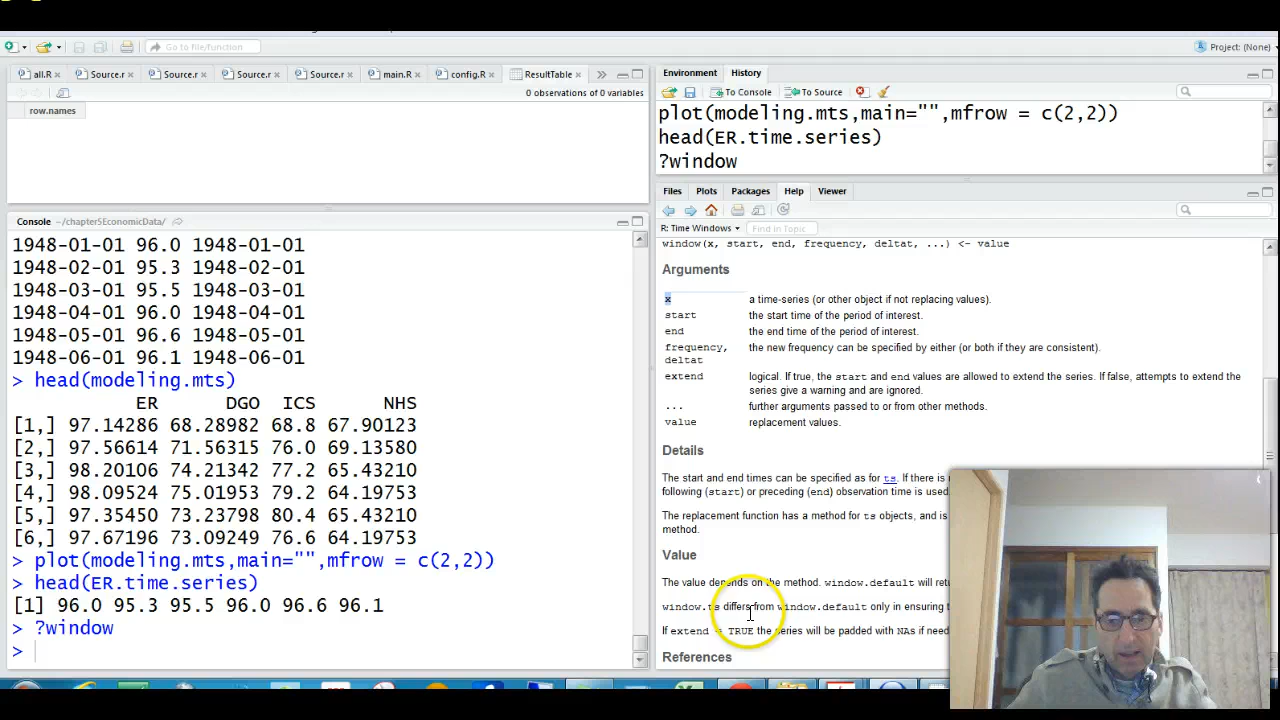 Go to file/function
Project: (None)
all.R
Source.r
Source.r
Source.r
Source.r
main.R
config.R
ResultTable
0 observations of 0 variables
row.names
Console ~/chapter5EconomicData/
1948-01-01 96.0 1948-01-01
1948-02-01 95.3 1948-02-01
1948-03-01 95.5 1948-03-01
1948-04-01 96.0 1948-04-01
1948-05-01 96.6 1948-05-01
1948-06-01 96.1 1948-06-01
> head(modeling.mts)
ER DGO ICS NHS
[1,] 97.14286 68.28982 68.8 67.90123
[2,] 97.56614 71.56315 76.0 69.13580
[3,] 98.20106 74.21342 77.2 65.43210
[4,] 98.09524 75.01953 79.2 64.19753
[5,] 97.35450 73.23798 80.4 65.43210
[6,] 97.67196 73.09249 76.6 64.19753
> plot(modeling.mts,main="",mfrow = c(2,2))
> head(ER.time.series)
[1] 96.0 95.3 95.5 96.0 96.6 96.1
> ?window
>
Environment History
To Console To Source
plot(modeling.mts,main="",mfrow = c(2,2))
head(ER.time.series)
?window
Files Plots Packages Help Viewer
R: Time Windows Find in Topic
window(x, start, end, frequency, deltat, ...) <- value
Arguments
x a time-series (or other object if not replacing values).
start the start time of the period of interest.
end the end time of the period of interest.
frequency, the new frequency can be specified by either (or both if they are consistent).
deltat
extend logical. If true, the start and end values are allowed to extend the series. If false, attempts to extend the
series give a warning and are ignored.
... further arguments passed to or from other methods.
value replacement values.
Details
The start and end times can be specified as for ts. If there is
following (start) or preceding (end) observation time is used.
The replacement function has a method for ts objects, and is
method.
Value
The value depends on the method. window.default will
window.ts differs from window.default only in ensuring
If extend = TRUE the series will be padded with NAs if
References